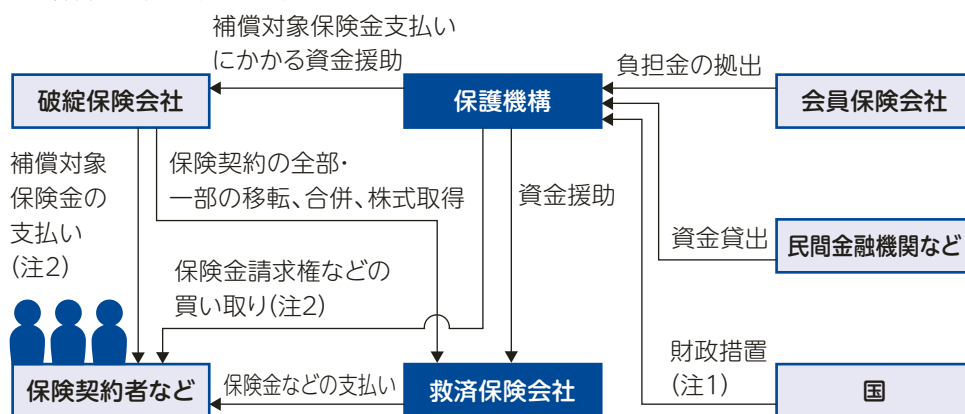 補償対象保険金支払い
にかかる資金援助
負担金の拠出
破綻保険会社
保護機構
会員保険会社
補償対象
保険金の
支払い
(注2)
保険契約の全部・
一部の移転、合併、株式取得
資金援助
資金貸出
民間金融機関など
保険金請求権などの
買い取り(注2)
財政措置
(注1)
保険契約者など
保険金などの支払い
救済保険会社
国